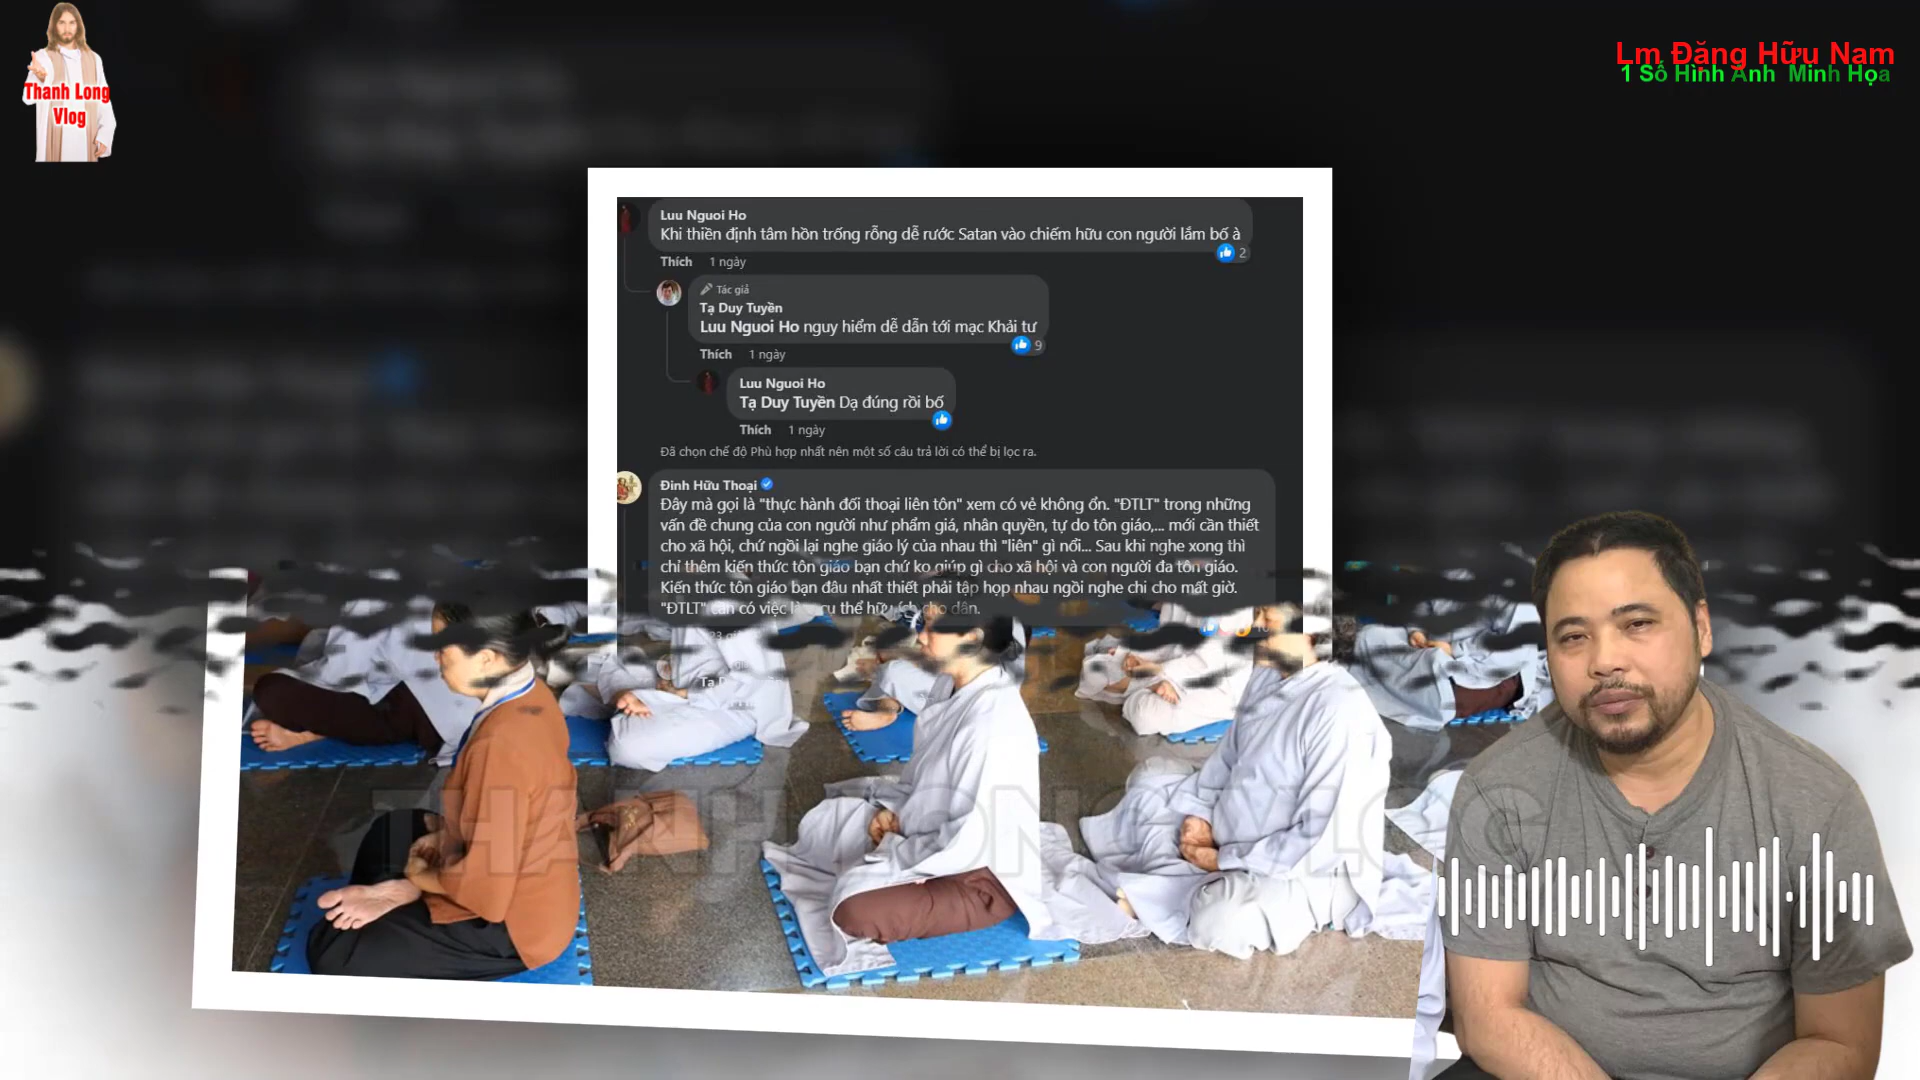 Thanh Long
Vlog
Lm Đặng Hữu Nam
1 Số Hình Ảnh Minh Họa
Luu Nguoi Ho
Khi thiền định tâm hồn trống rỗng dễ rước Satan vào chiếm hữu con người lắm bố à
Thích 1 ngày
2
Tác giả
Tạ Duy Tuyền
Luu Nguoi Ho nguy hiểm dễ dẫn tới mạc Khải tư
Thích 1 ngày
9
Luu Nguoi Ho
Tạ Duy Tuyền Dạ đúng rồi bố
Thích 1 ngày
Đã chọn chế độ Phù hợp nhất nên một số câu trả lời có thể bị lọc ra.
Đinh Hữu Thoại
Đây mà gọi là "thực hành đối thoại liên tôn" xem có vẻ không ổn. "ĐTLT" trong những
vấn đề chung của con người như phẩm giá, nhân quyền, tự do tôn giáo,... mới cần thiết
cho xã hội, chứ ngồi lại nghe giáo lý của nhau thì "liên" gì nổi... Sau khi nghe xong thì
chỉ thêm kiến thức tôn giáo bạn chứ ko giúp gì cho xã hội và con người đa tôn giáo.
Kiến thức tôn giáo bạn đâu nhất thiết phải tập họp nhau ngồi nghe chi cho mất giờ.
"ĐTLT" cần có việc làm cụ thể hữu ích cho dân.
THANH LONG VLOG